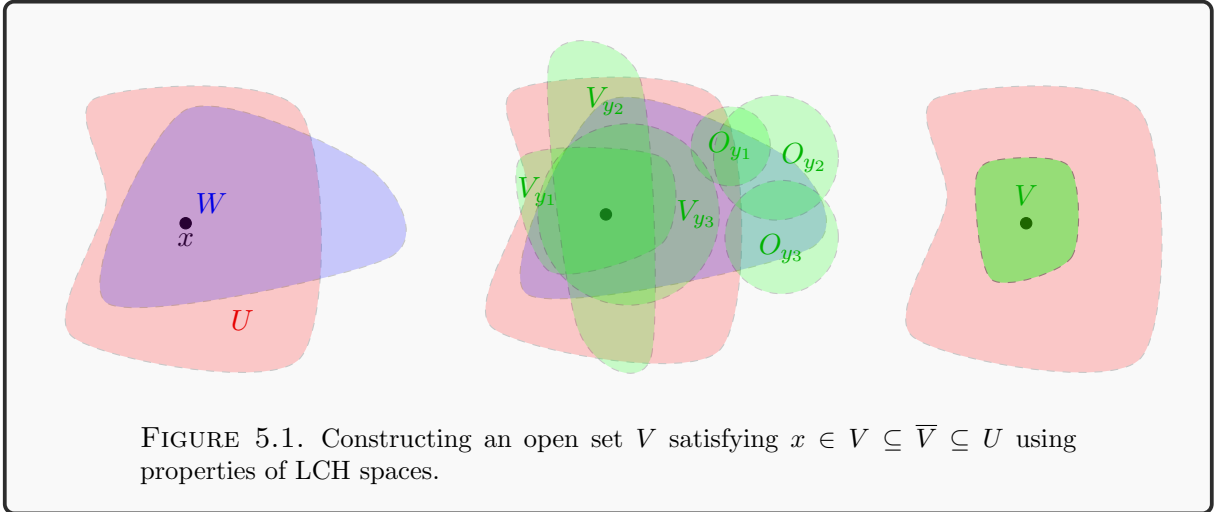 W
x
U
V_{y_2}
V_{y_1}
V_{y_3}
O_{y_1}
O_{y_2}
O_{y_3}
V
FIGURE 5.1. Constructing an open set V satisfying x ∈ V ⊆ V̅ ⊆ U using
properties of LCH spaces.